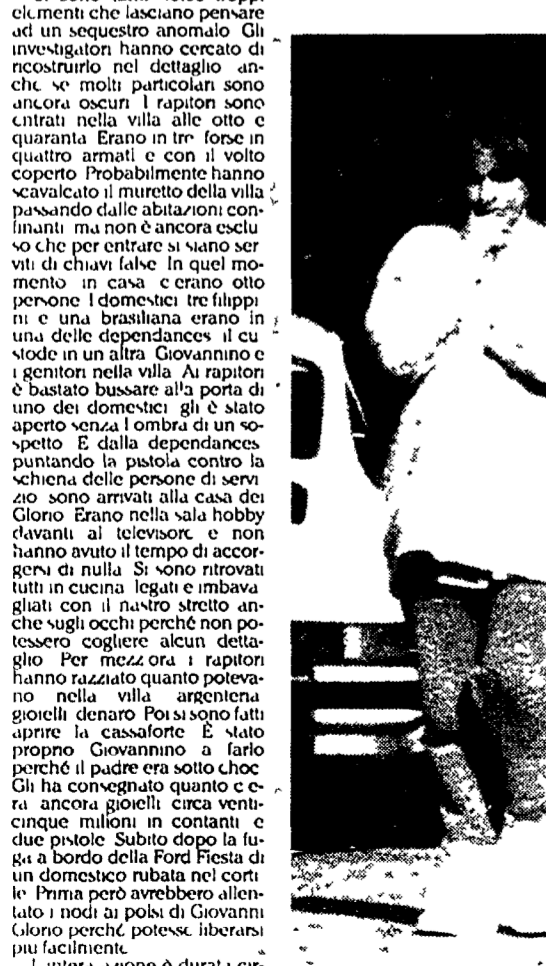 elementi che lasciano pensare
ad un sequestro anomalo Gli
investigatori hanno cercato di
ricostruirlo nel dettaglio an-
che se molti particolari sono
ancora oscuri I rapitori sono
entrati nella villa alle otto e
quaranta Erano in tre forse in
quattro armati e con il volto
coperto Probabilmente hanno
scavalcato il muretto della villa
passando dalle abitazioni con-
finanti ma non è ancora esclu
so che per entrare si siano ser
viti di chiavi false In quel mo-
mento in casa c erano otto
persone I domestici tre filippi
ni e una brasiliana erano in
una delle dependances il cu
stode in un altra Giovannino e
i genitori nella villa Ai rapitori
è bastato bussare alla porta di
uno dei domestici gli è stato
aperto senza l ombra di un so-
spetto E dalla dependances
puntando la pistola contro la
schiena delle persone di servi
zio sono arrivati alla casa dei
Glorio Erano nella sala hobby
davanti al televisore e non
hanno avuto il tempo di accor-
gersi di nulla Si sono ritrovati
tutti in cucina legati e imbava
gliati con il nastro stretto an-
che sugli occhi perché non po-
tessero cogliere alcun detta-
glio Per mezz ora i rapitori
hanno razziato quanto poteva-
no nella villa argenteria
gioielli denaro Poi si sono fatti
aprire la cassaforte È stato
proprio Giovannino a farlo
perché il padre era sotto choc
Gli ha consegnato quanto c e-
ra ancora gioielli circa venti-
cinque milioni in contanti e
due pistole Subito dopo la fu-
ga a bordo della Ford Fiesta di
un domestico rubata nel corti
le Prima però avrebbero allen-
tato i nodi ai polsi di Giovanni
Glorio perché potesse liberarsi
piu facilmente